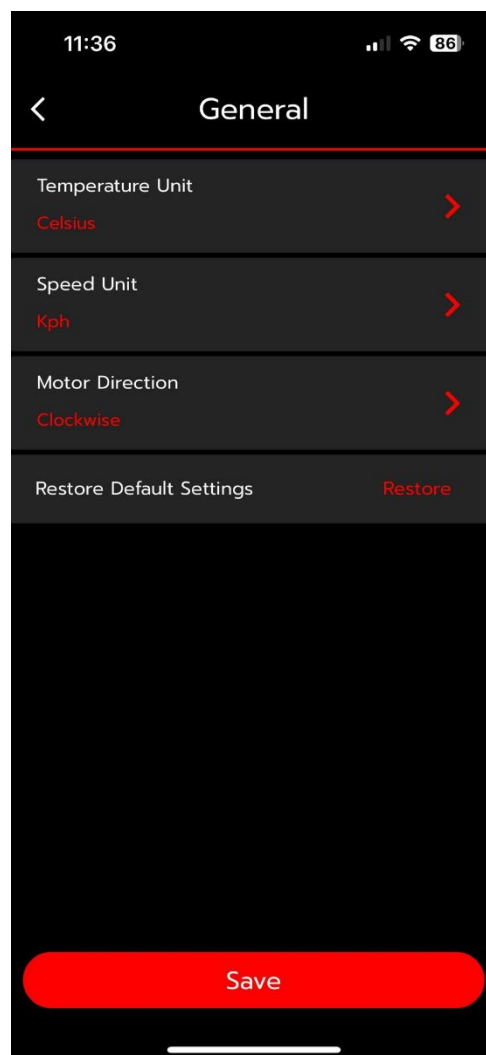 11:36
86
General
Temperature Unit
Celsius
Speed Unit
Kph
Motor Direction
Clockwise
Restore Default Settings Restore
Save